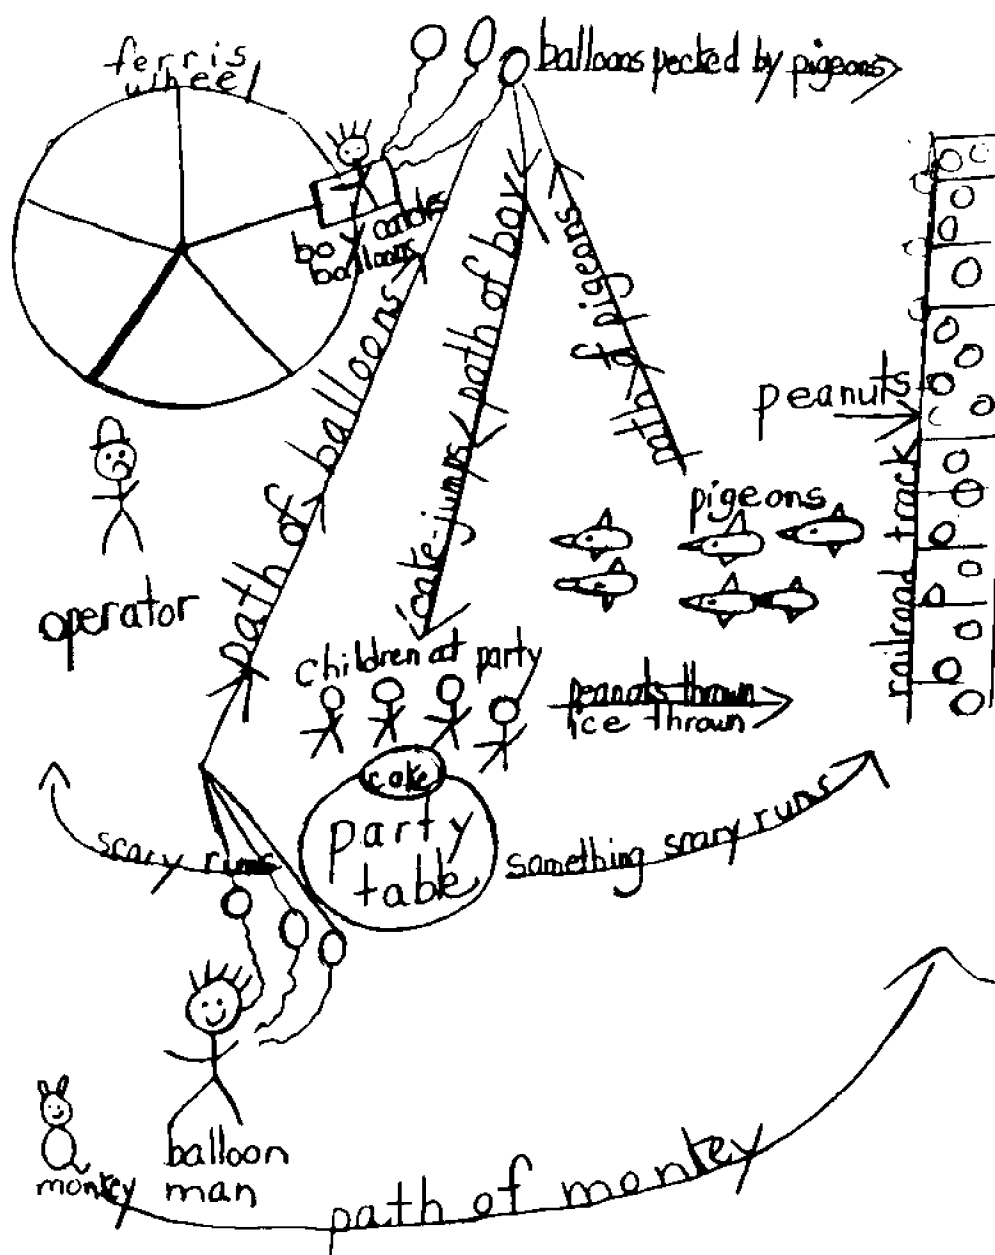 ferris
wheel
balloons pecked by pigeons
boy catches
balloons
path of balloons
cake-jumps path of boy
path of pigeons
peanuts
railroad track
pigeons
operator
children at party
peanuts thrown
ice thrown
cake
party
table
scary runs
something scary runs
balloon
man
monkey
path of monkey